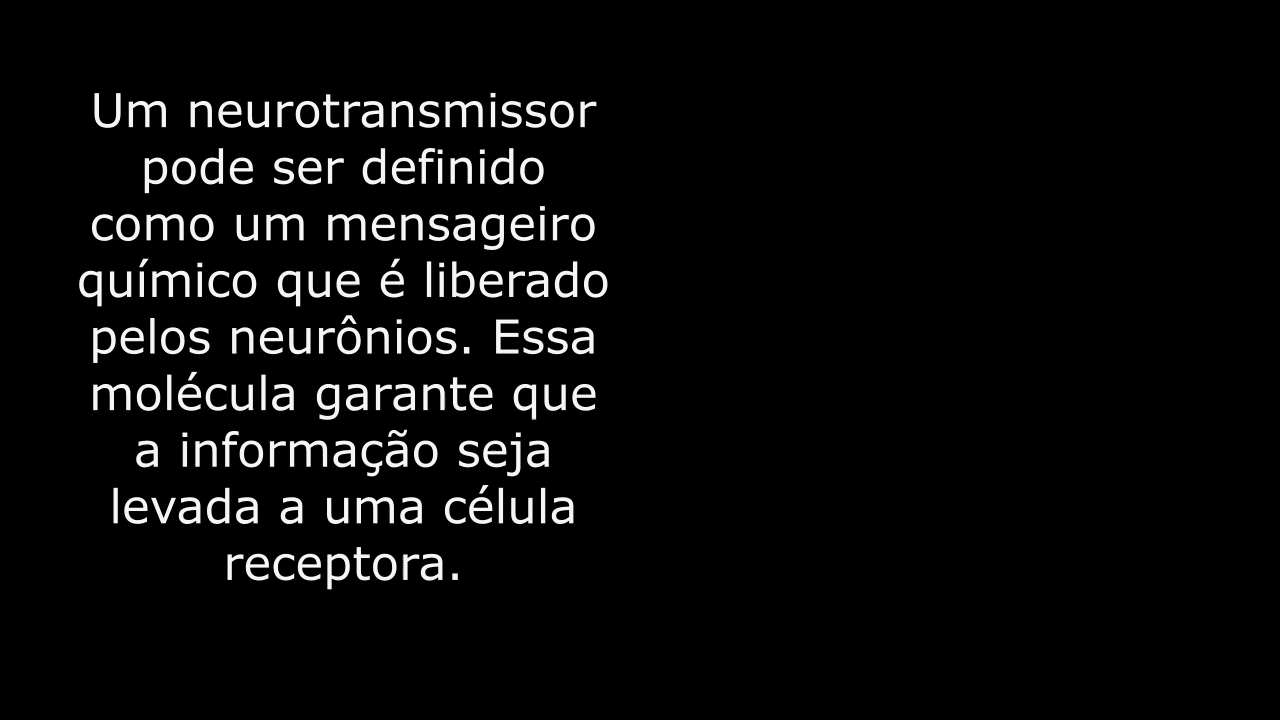 Um neurotransmissor
pode ser definido
como um mensageiro
químico que é liberado
pelos neurônios. Essa
molécula garante que
a informação seja
levada a uma célula
receptora.